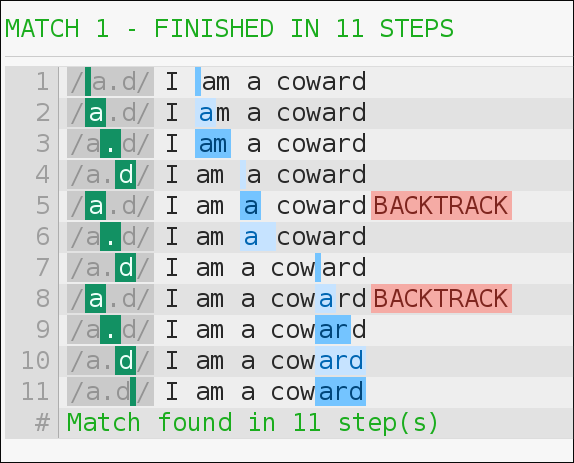 MATCH 1 - FINISHED IN 11 STEPS
1 /a.d/ I am a coward
2 /a.d/ I am a coward
3 /a.d/ I am a coward
4 /a.d/ I am a coward
5 /a.d/ I am a coward BACKTRACK
6 /a.d/ I am a coward
7 /a.d/ I am a coward
8 /a.d/ I am a coward BACKTRACK
9 /a.d/ I am a coward
10 /a.d/ I am a coward
11 /a.d/ I am a coward
# Match found in 11 step(s)